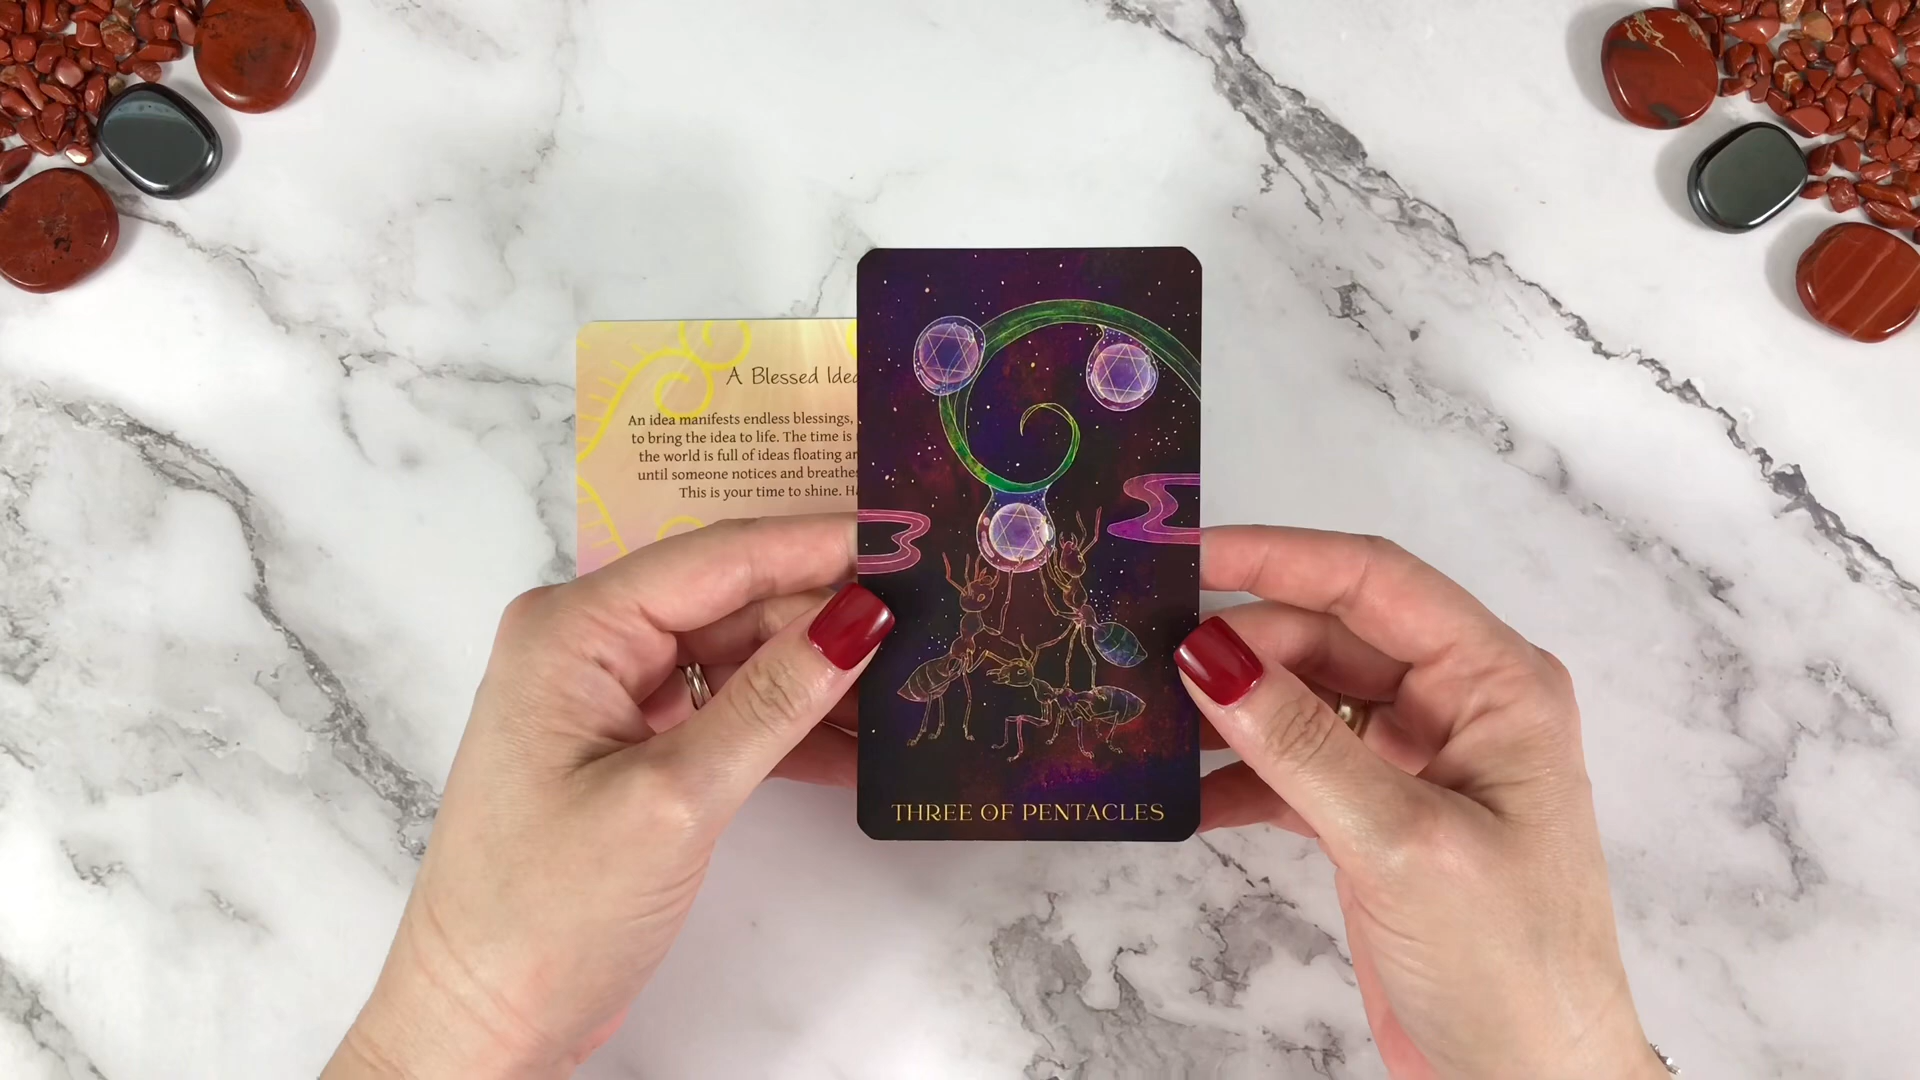 A Blessed Idea
An idea manifests endless blessings,
to bring the idea to life. The time is
the world is full of ideas floating
until someone notices and breathes
This is your time to shine.
THREE OF PENTACLES